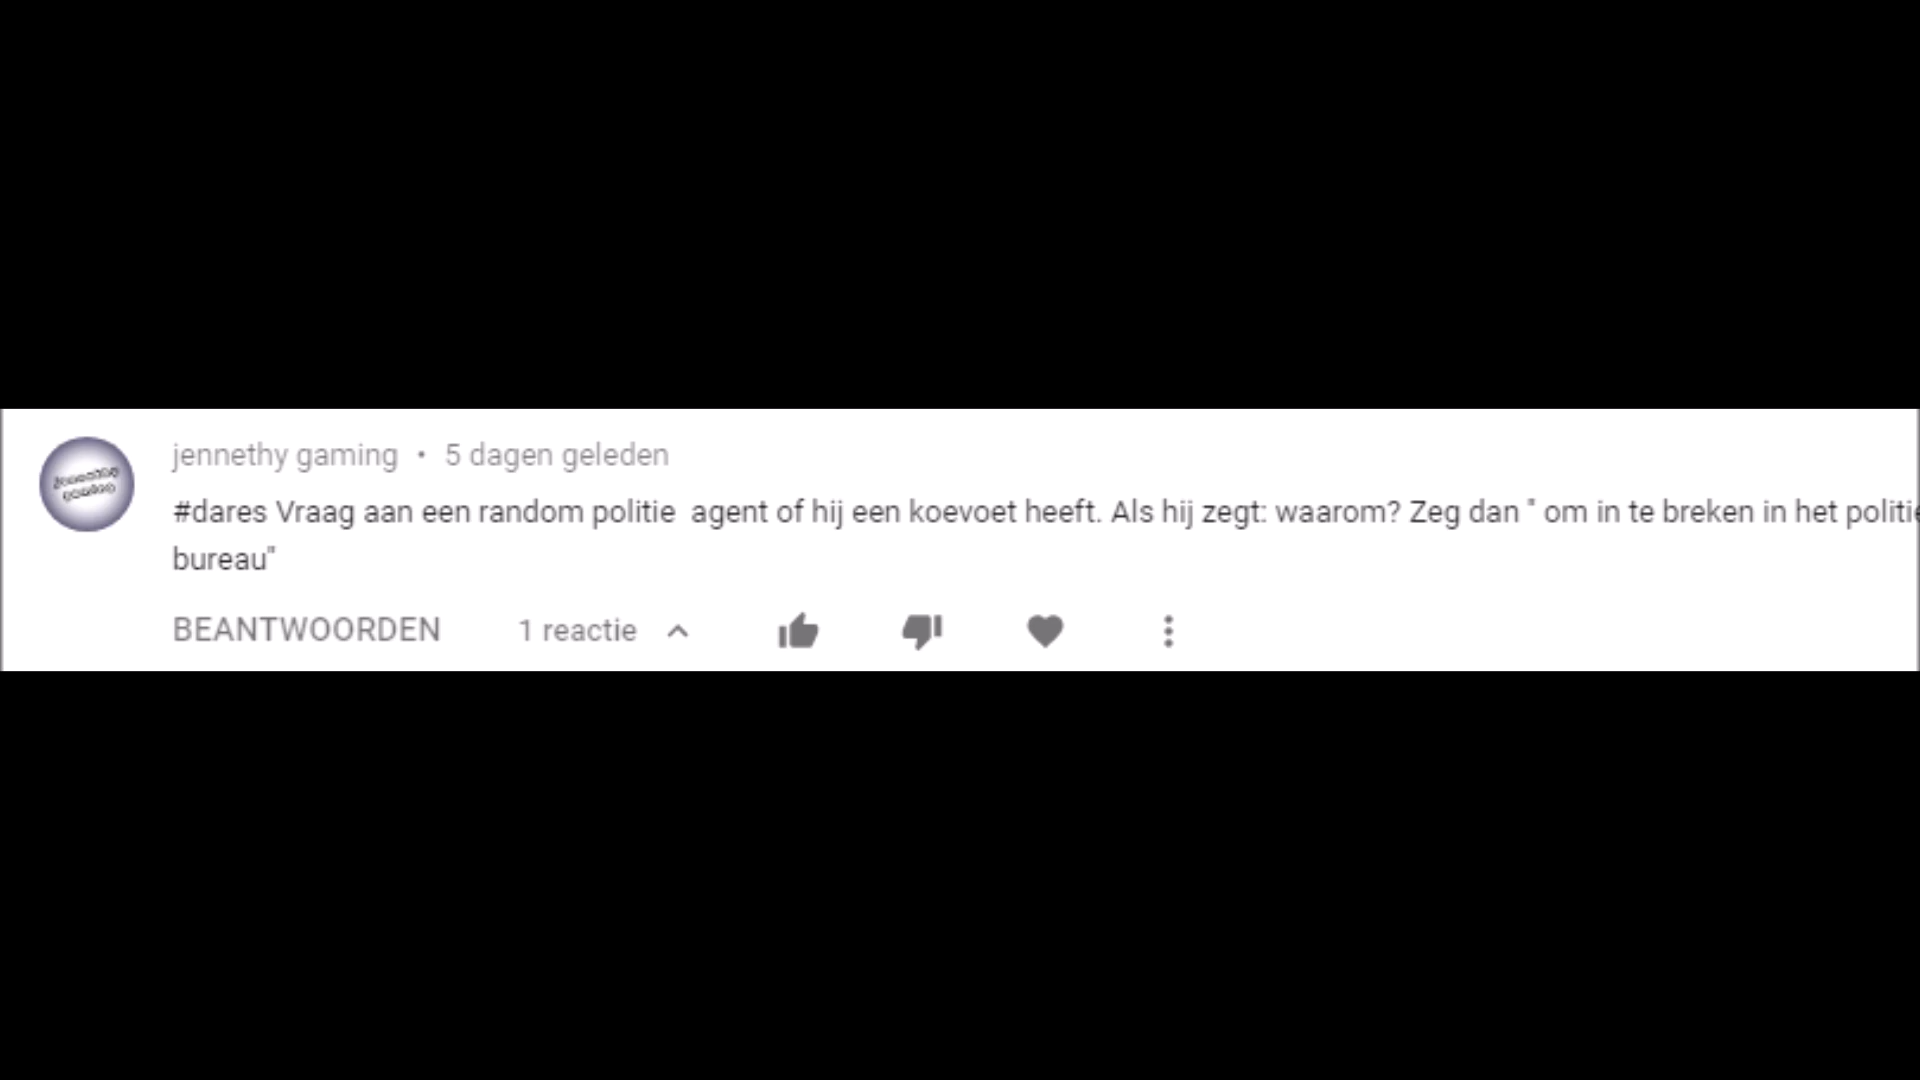 jennethy gaming • 5 dagen geleden
#dares Vraag aan een random politie  agent of hij een koevoet heeft. Als hij zegt: waarom? Zeg dan " om in te breken in het politie
bureau"
BEANTWOORDEN 1 reactie